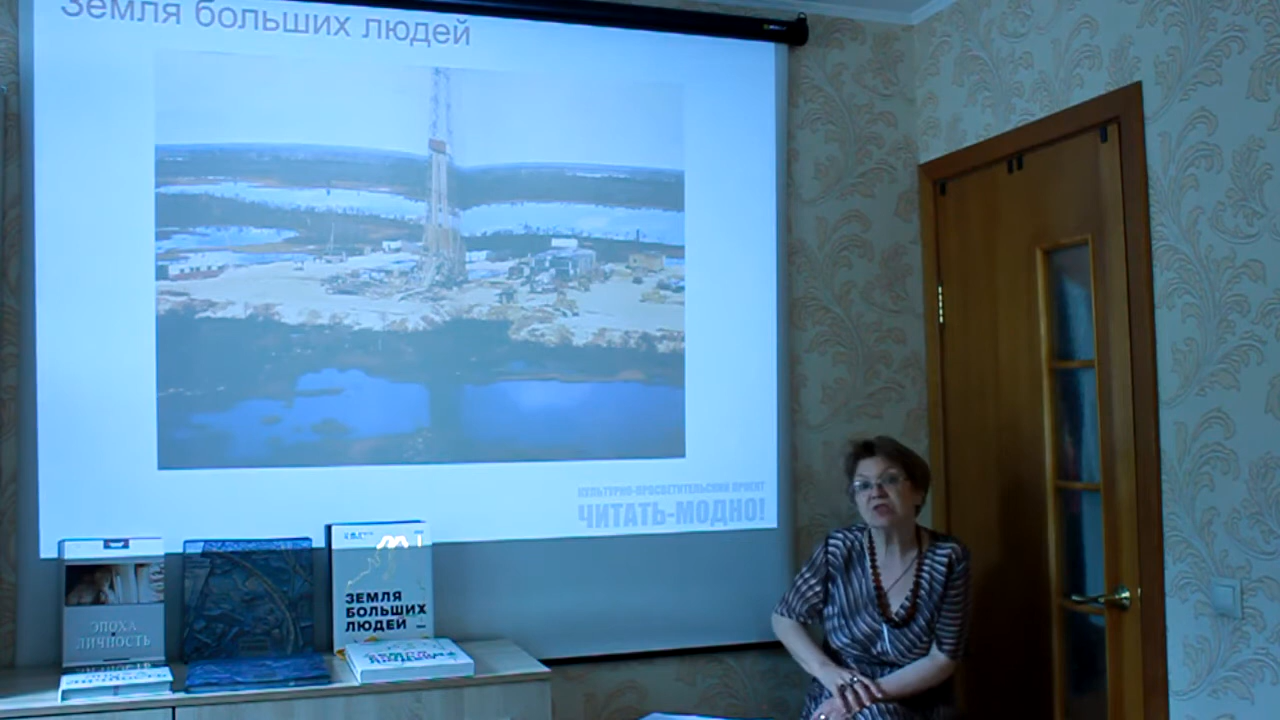 Земля больших людей
КУЛЬТУРНО-ПРОСВЕТИТЕЛЬСКИЙ ПРОЕКТ
ЧИТАТЬ-МОДНО!
ЭПОХА
ЛИЧНОСТЬ
ЗЕМЛЯ
БОЛЬШИХ
ЛЮДЕЙ